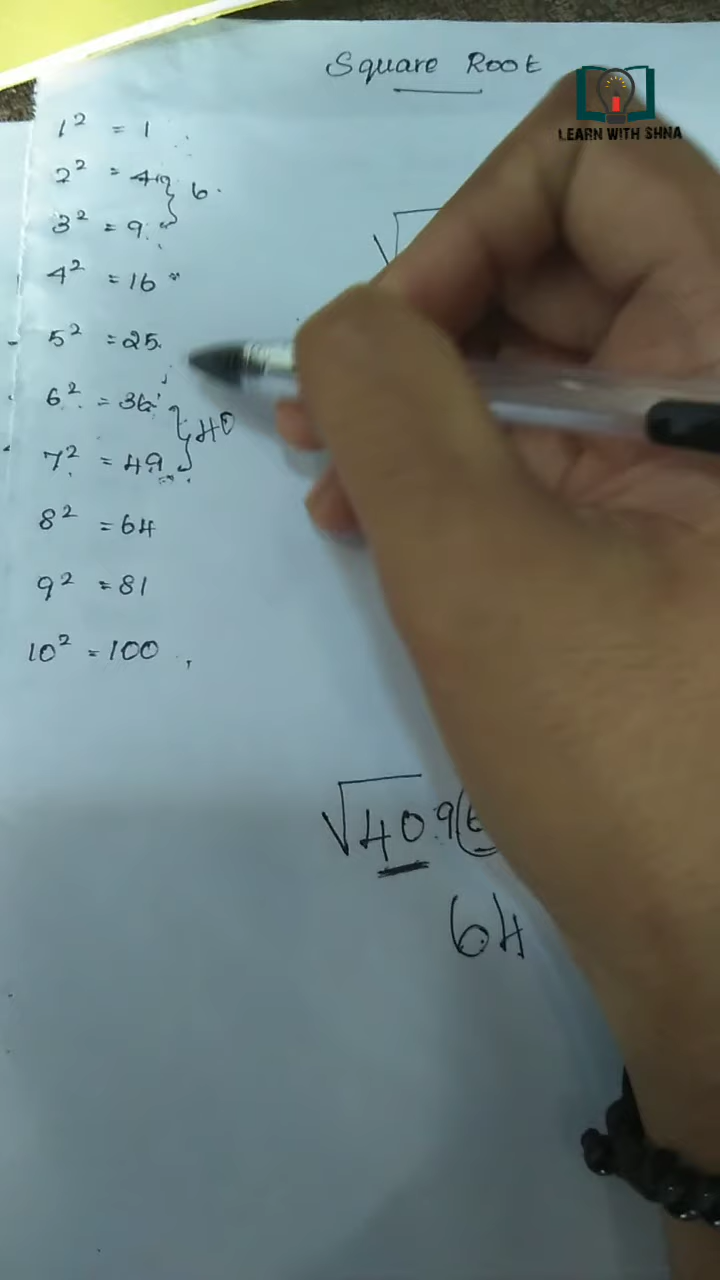 Square Root
LEARN WITH SHNA
1² = 1
2² = 4
3² = 9
6
4² = 16
5² = 25
6² = 36
7² = 49
40
8² = 64
9² = 81
10² = 100
√409
64